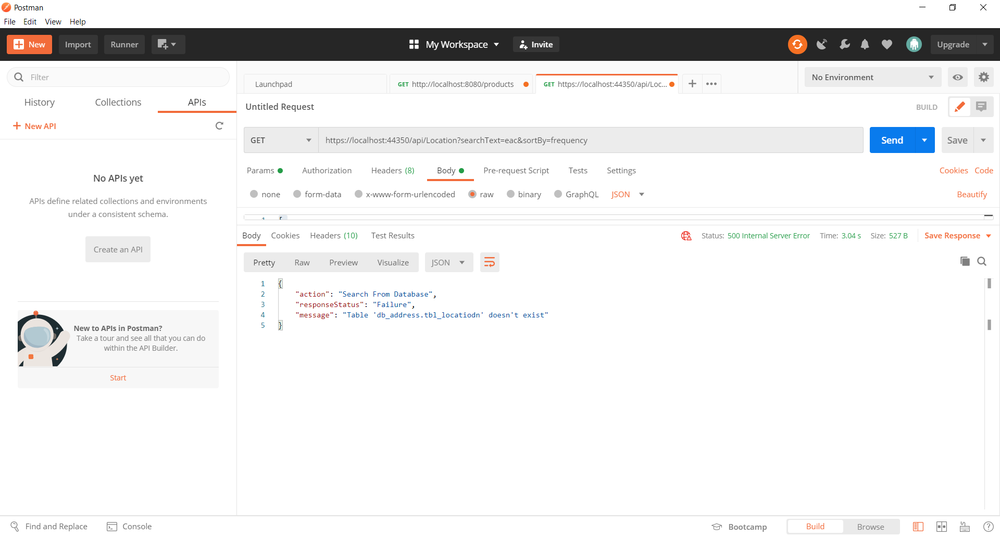 Postman
File Edit View Help
New Import Runner My Workspace Invite Upgrade
Filter
History Collections APIs
New API
No APIs yet
APIs define related collections and environments
under a consistent schema.
Create an API
New to APIs in Postman?
Take a tour and see all that you can do
within the API Builder.
Start
Launchpad GET http://localhost:8080/products GET https://localhost:44350/api/Loc... No Environment
Untitled Request BUILD
GET https://localhost:44350/api/Location?searchText=eac&sortBy=frequency Send Save
Params Authorization Headers (8) Body Pre-request Script Tests Settings Cookies Code
none form-data x-www-form-urlencoded raw binary GraphQL JSON Beautify
Body Cookies Headers (10) Test Results Status: 500 Internal Server Error Time: 3.04 s Size: 527 B Save Response
Pretty Raw Preview Visualize JSON
1 {
2 "action": "Search From Database",
3 "responseStatus": "Failure",
4 "message": "Table 'db_address.tbl_locatiodn' doesn't exist"
5 }
Find and Replace Console Bootcamp Build Browse